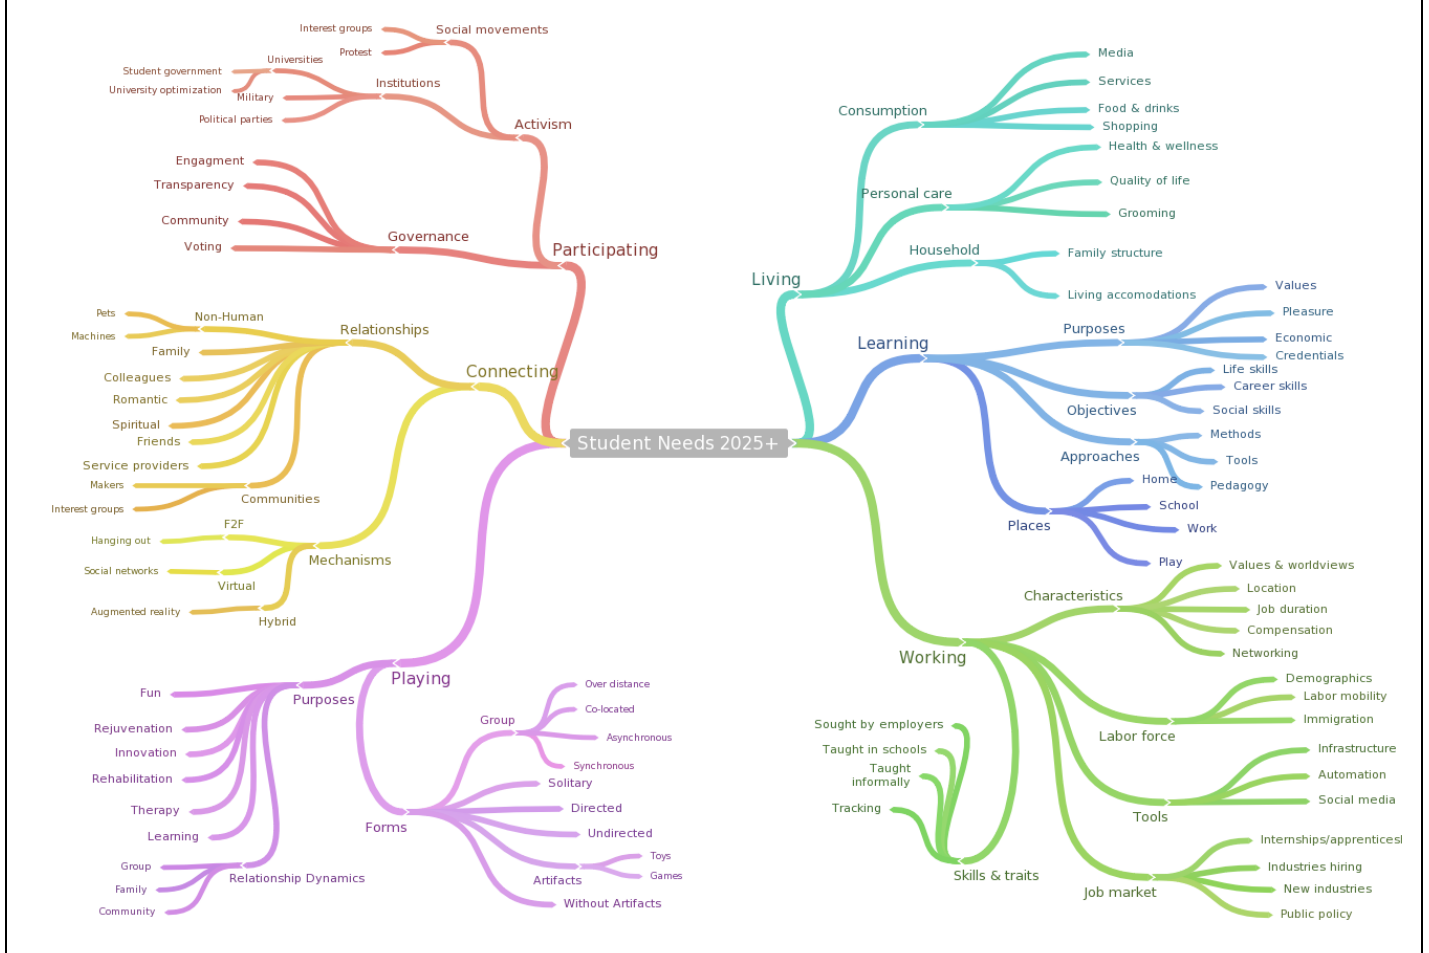 Student Needs 2025+
Participating
Activism
Social movements
Interest groups
Protest
Institutions
Universities
Student government
University optimization
Military
Political parties
Governance
Engagment
Transparency
Community
Voting
Connecting
Relationships
Non-Human
Pets
Machines
Family
Colleagues
Romantic
Spiritual
Friends
Service providers
Communities
Makers
Interest groups
Mechanisms
F2F
Hanging out
Virtual
Social networks
Hybrid
Augmented reality
Playing
Purposes
Fun
Rejuvenation
Innovation
Rehabilitation
Therapy
Learning
Relationship Dynamics
Group
Family
Community
Forms
Group
Over distance
Co-located
Asynchronous
Synchronous
Solitary
Directed
Undirected
Artifacts
Toys
Games
Without Artifacts
Living
Consumption
Media
Services
Food & drinks
Shopping
Personal care
Health & wellness
Quality of life
Grooming
Household
Family structure
Living accomodations
Learning
Purposes
Values
Pleasure
Economic
Credentials
Objectives
Life skills
Career skills
Social skills
Approaches
Methods
Tools
Pedagogy
Places
Home
School
Work
Play
Working
Characteristics
Values & worldviews
Location
Job duration
Compensation
Networking
Labor force
Demographics
Labor mobility
Immigration
Tools
Infrastructure
Automation
Social media
Job market
Internships/apprenticesl
Industries hiring
New industries
Public policy
Skills & traits
Sought by employers
Taught in schools
Taught
informally
Tracking